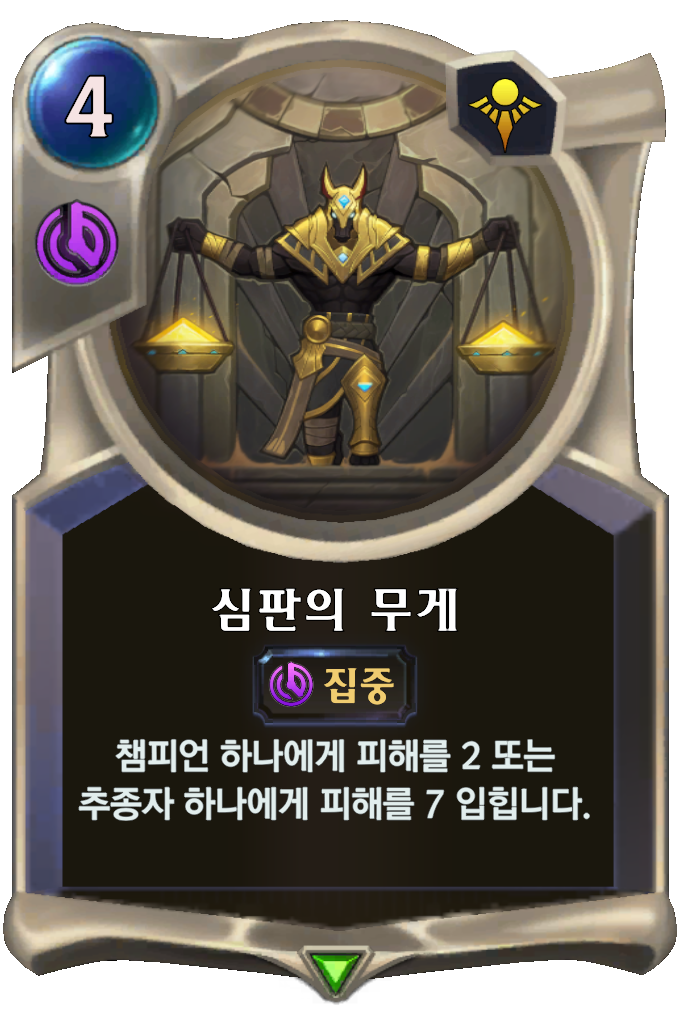 4
심판의 무게
집중
챔피언 하나에게 피해를 2 또는
추종자 하나에게 피해를 7 입힙니다.